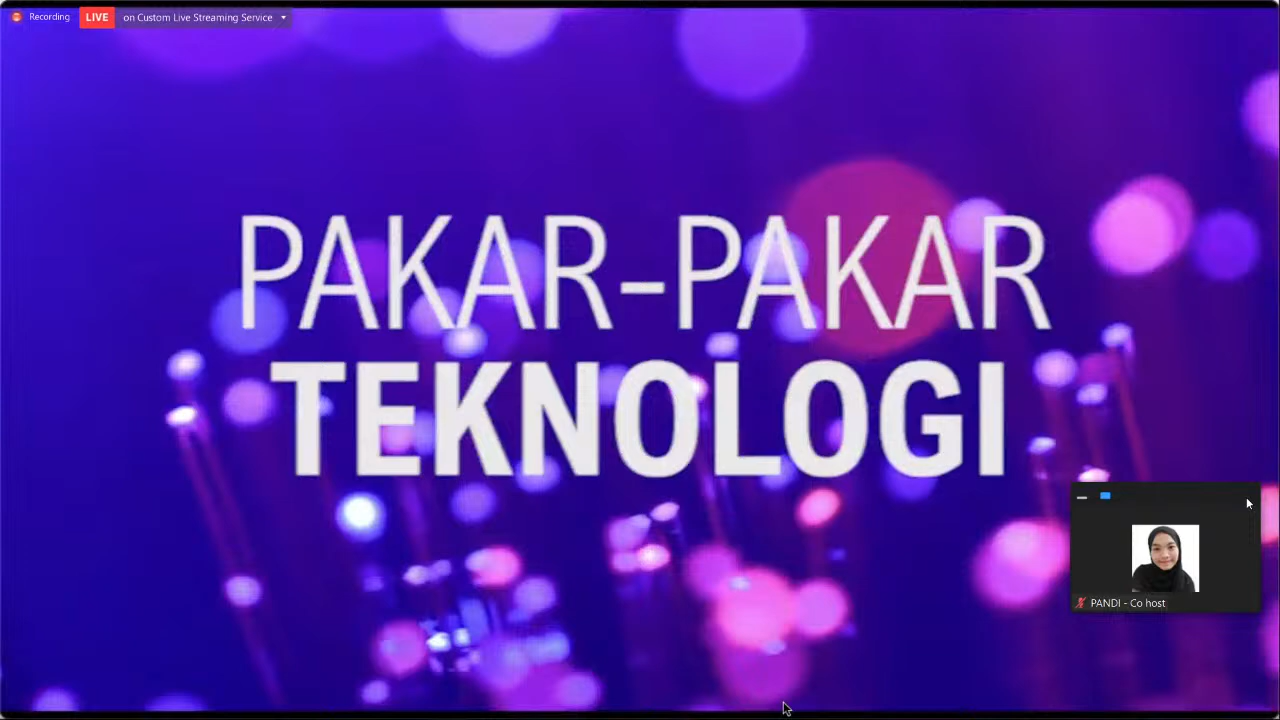 Recording LIVE on Custom Live Streaming Service
PAKAR-PAKAR
TEKNOLOGI
PANDI - Co host